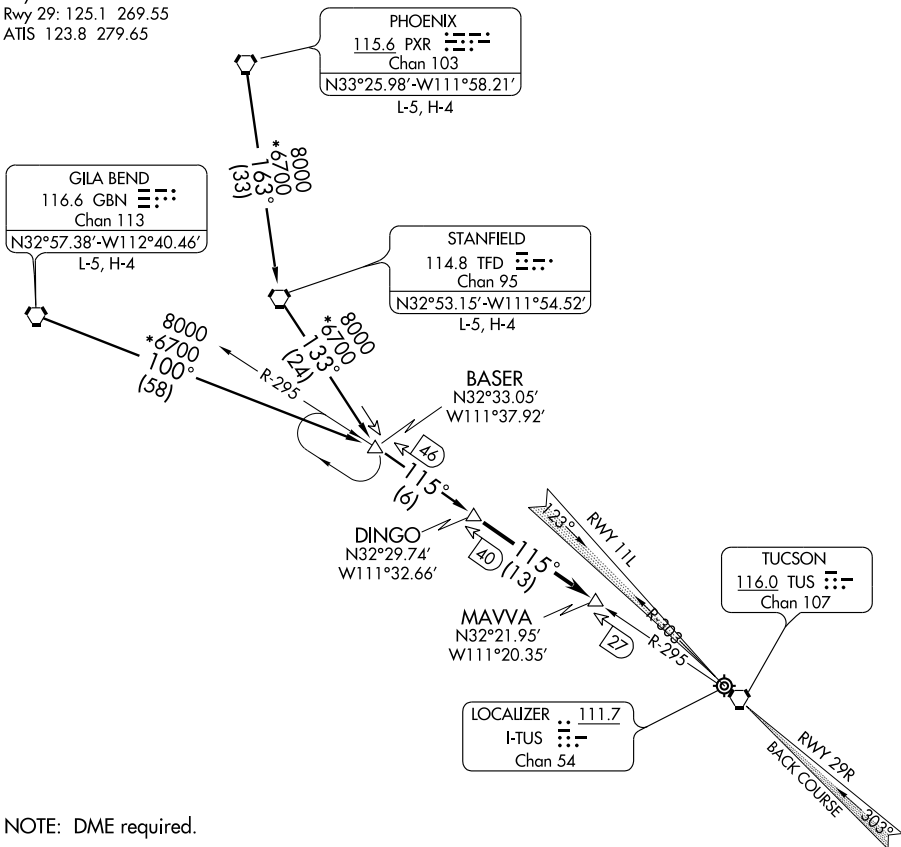 Rwy 29: 125.1 269.55
ATIS 123.8 279.65
PHOENIX
115.6 PXR
Chan 103
N33°25.98'-W111°58.21'
L-5, H-4
8000
*6700
163°
(33)
GILA BEND
116.6 GBN
Chan 113
N32°57.38'-W112°40.46'
L-5, H-4
STANFIELD
114.8 TFD
Chan 95
N32°53.15'-W111°54.52'
L-5, H-4
8000
*6700
100°
(58)
R-295
8000
*6700
133°
(24)
BASER
N32°33.05'
W111°37.92'
46
115°
(6)
DINGO
N32°29.74'
W111°32.66'
40
115°
(13)
123°
RWY 11L
MAVVA
N32°21.95'
W111°20.35'
27
R-303
R-295
TUCSON
116.0 TUS
Chan 107
LOCALIZER 111.7
I-TUS
Chan 54
RWY 29R
BACK COURSE
303°
NOTE: DME required.